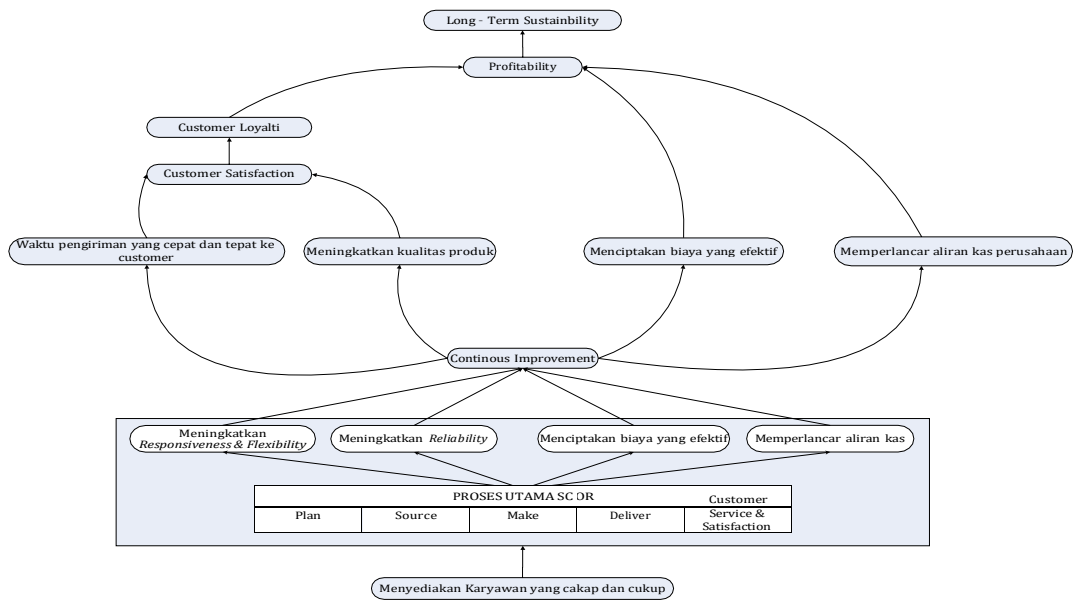 Long - Term Sustainbility
Profitability
Customer Loyalti
Customer Satisfaction
Waktu pengiriman yang cepat dan tepat ke
customer
Meningkatkan kualitas produk
Menciptakan biaya yang efektif
Memperlancar aliran kas perusahaan
Continous Improvement
Meningkatkan
Responsiveness & Flexibility
Meningkatkan Reliability
Menciptakan biaya yang efektif
Memperlancar aliran kas
PROSES UTAMA SCOR
Plan
Source
Make
Deliver
Customer
Service &
Satisfaction
Menyediakan Karyawan yang cakap dan cukup